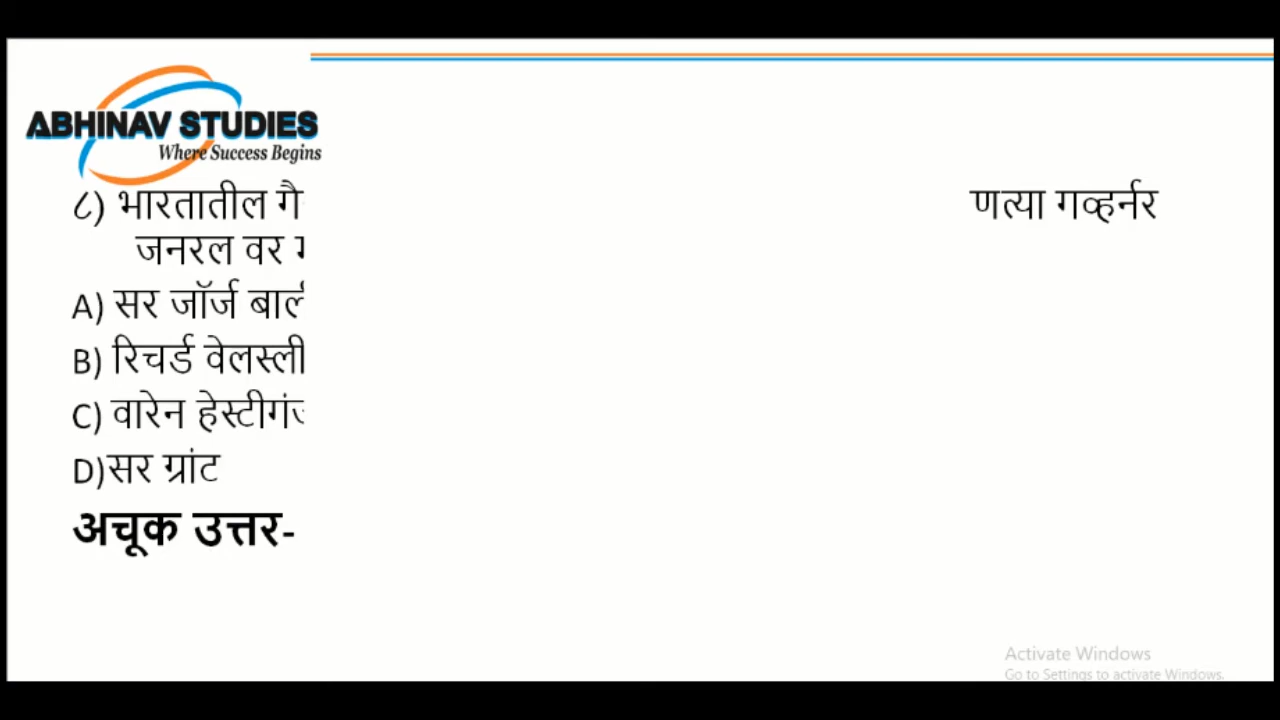 ABHINAV STUDIES
Where Success Begins
८) भारतातील णत्या गव्हर्नर
जनरल वर
A) सर जॉर्ज
B) रिचर्ड वेलस्ली
C) वारेन
D)सर ग्रांट
अचूक उत्तर-
Activate Windows
Go to Settings to activate Windows.